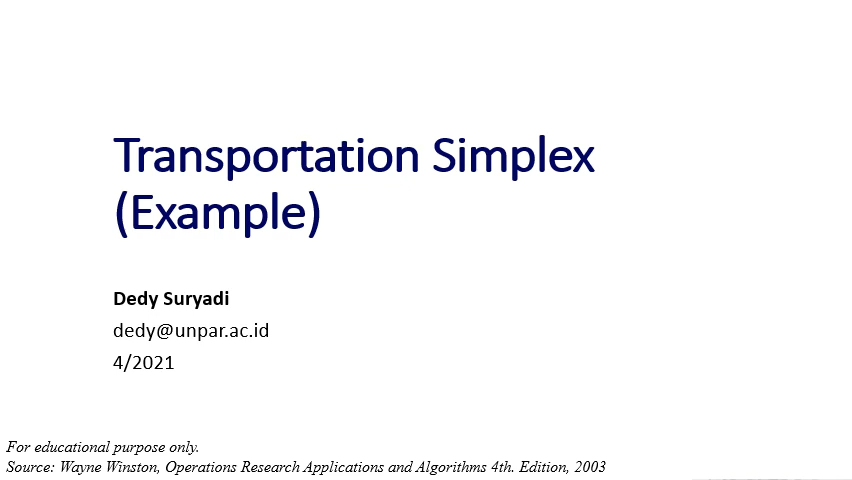 Transportation Simplex
(Example)
Dedy Suryadi
dedy@unpar.ac.id
4/2021
For educational purpose only.
Source: Wayne Winston, Operations Research Applications and Algorithms 4th. Edition, 2003